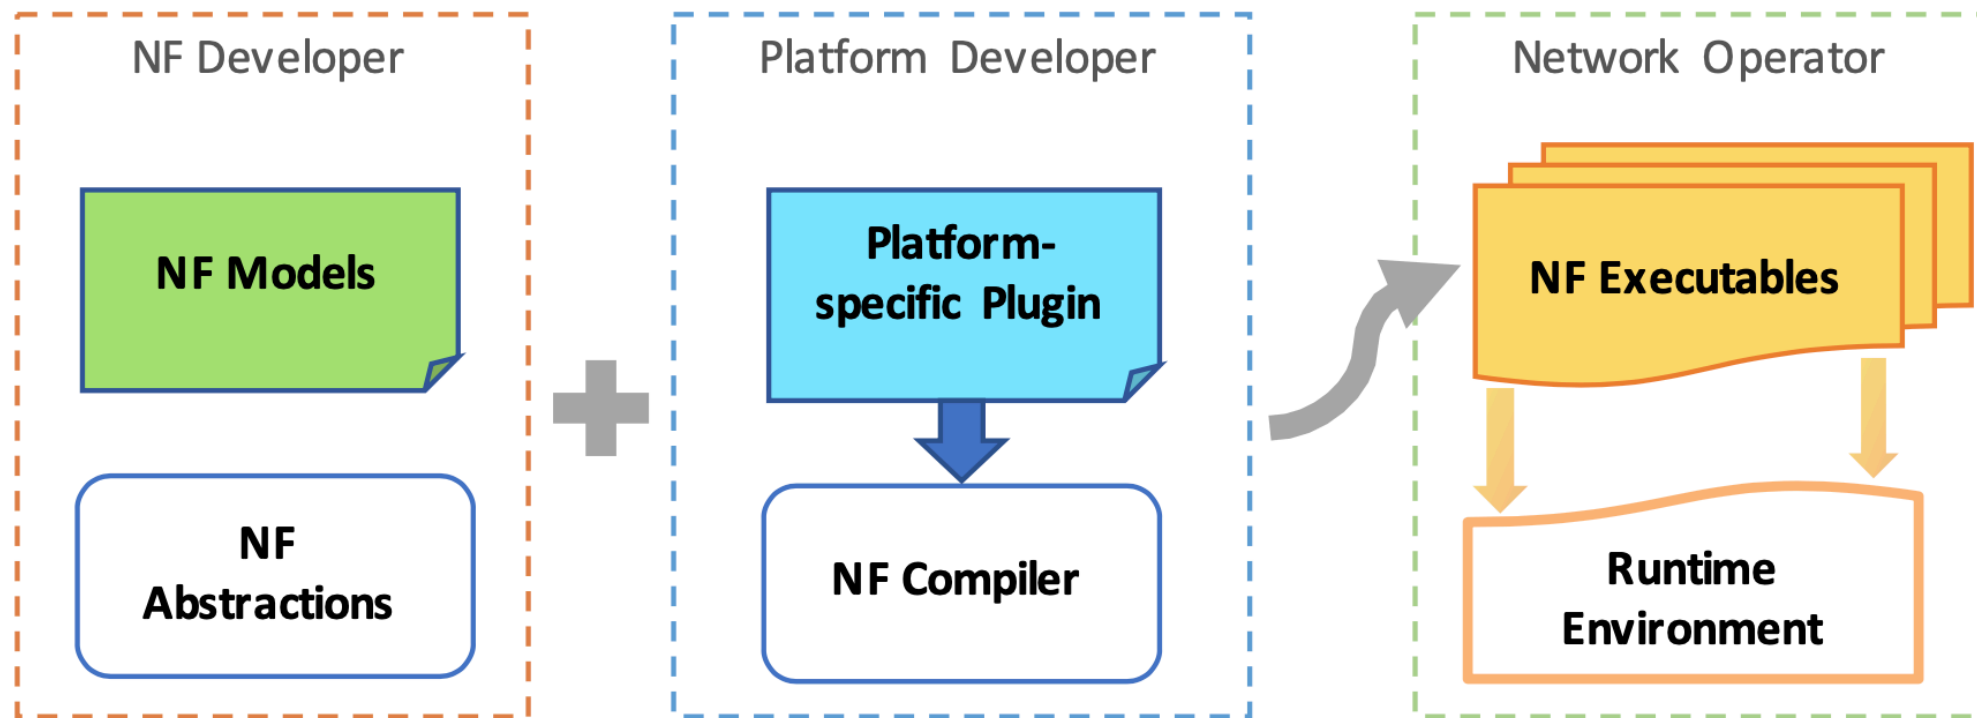 NF Developer
NF Models
NF
Abstractions
Platform Developer
Platform-
specific Plugin
NF Compiler
Network Operator
NF Executables
Runtime
Environment